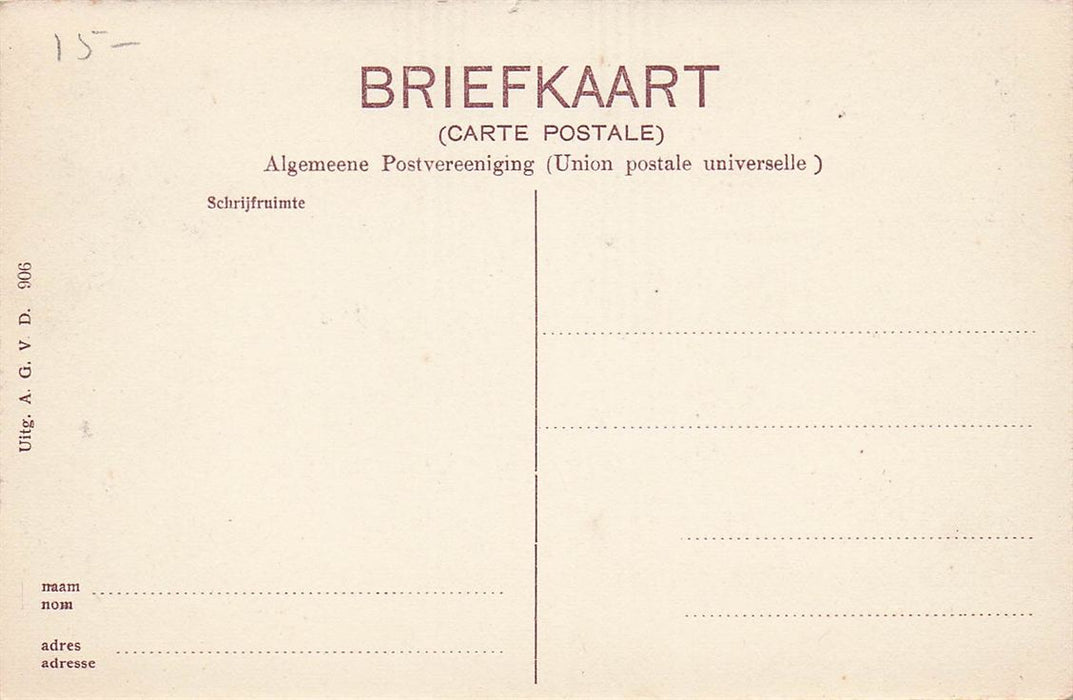 15-
BRIEFKAART
(CARTE POSTALE)
Algemeene Postvereeniging (Union postale universelle )
Schrijfruimte
Uitg. A. G. V D. 906
naam
nom
adres
adresse